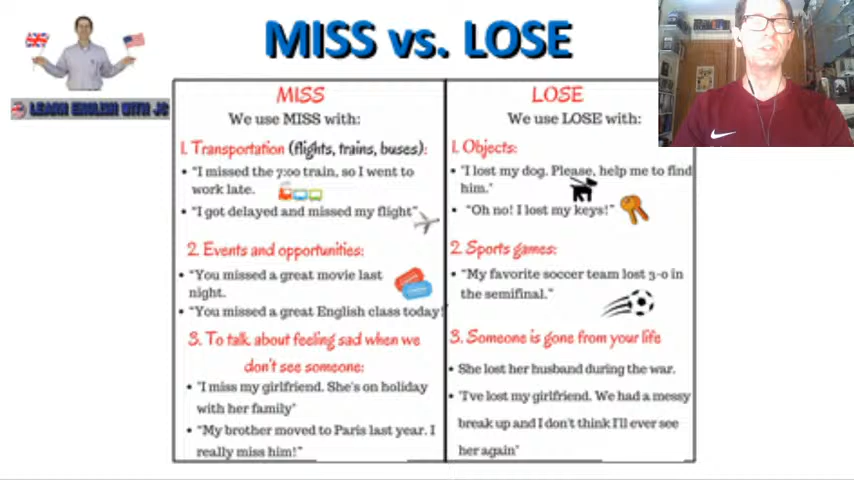 MISS vs. LOSE
LEARN ENGLISH WITH JC
MISS
We use MISS with:
1. Transportation (flights, trains, buses):
"I missed the 7:00 train, so I went to
work late.
"I got delayed and missed my flight"
2. Events and opportunities:
"You missed a great movie last
night.
"You missed a great English class today!
3. To talk about feeling sad when we
don't see someone:
"I miss my girlfriend. She's on holiday
with her family"
"My brother moved to Paris last year. I
really miss him!"
LOSE
We use LOSE with:
1. Objects:
"I lost my dog. Please, help me to find
him."
"Oh no! I lost my keys!"
2. Sports games:
"My favorite soccer team lost 3-0 in
the semifinal."
3. Someone is gone from your life
She lost her husband during the war.
"I've lost my girlfriend. We had a messy
break up and I don't think I'll ever see
her again"